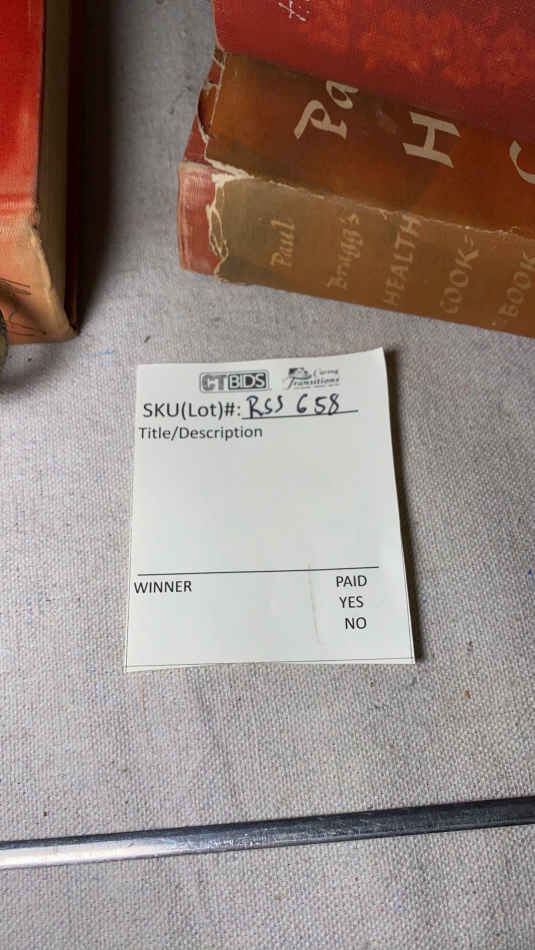 Pa
H
C
Paul Bragg's HEALTH COOK= BOOK
CTBIDS Caring Transitions
SKU(Lot)#: RSS 658
Title/Description
WINNER PAID
YES
NO